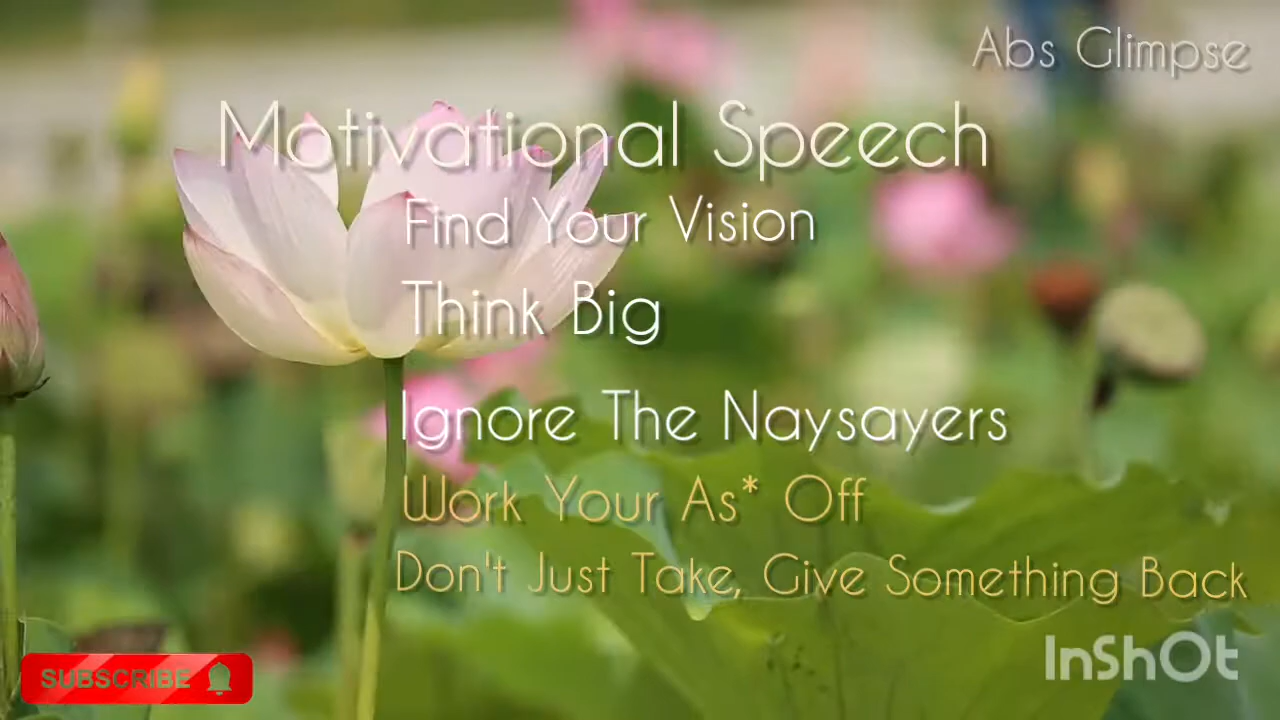 Abs Glimpse
Motivational Speech
Find Your Vision
Think Big
Ignore The Naysayers
Work Your As* Off
Don't Just Take, Give Something Back
SUBSCRIBE
InShOt